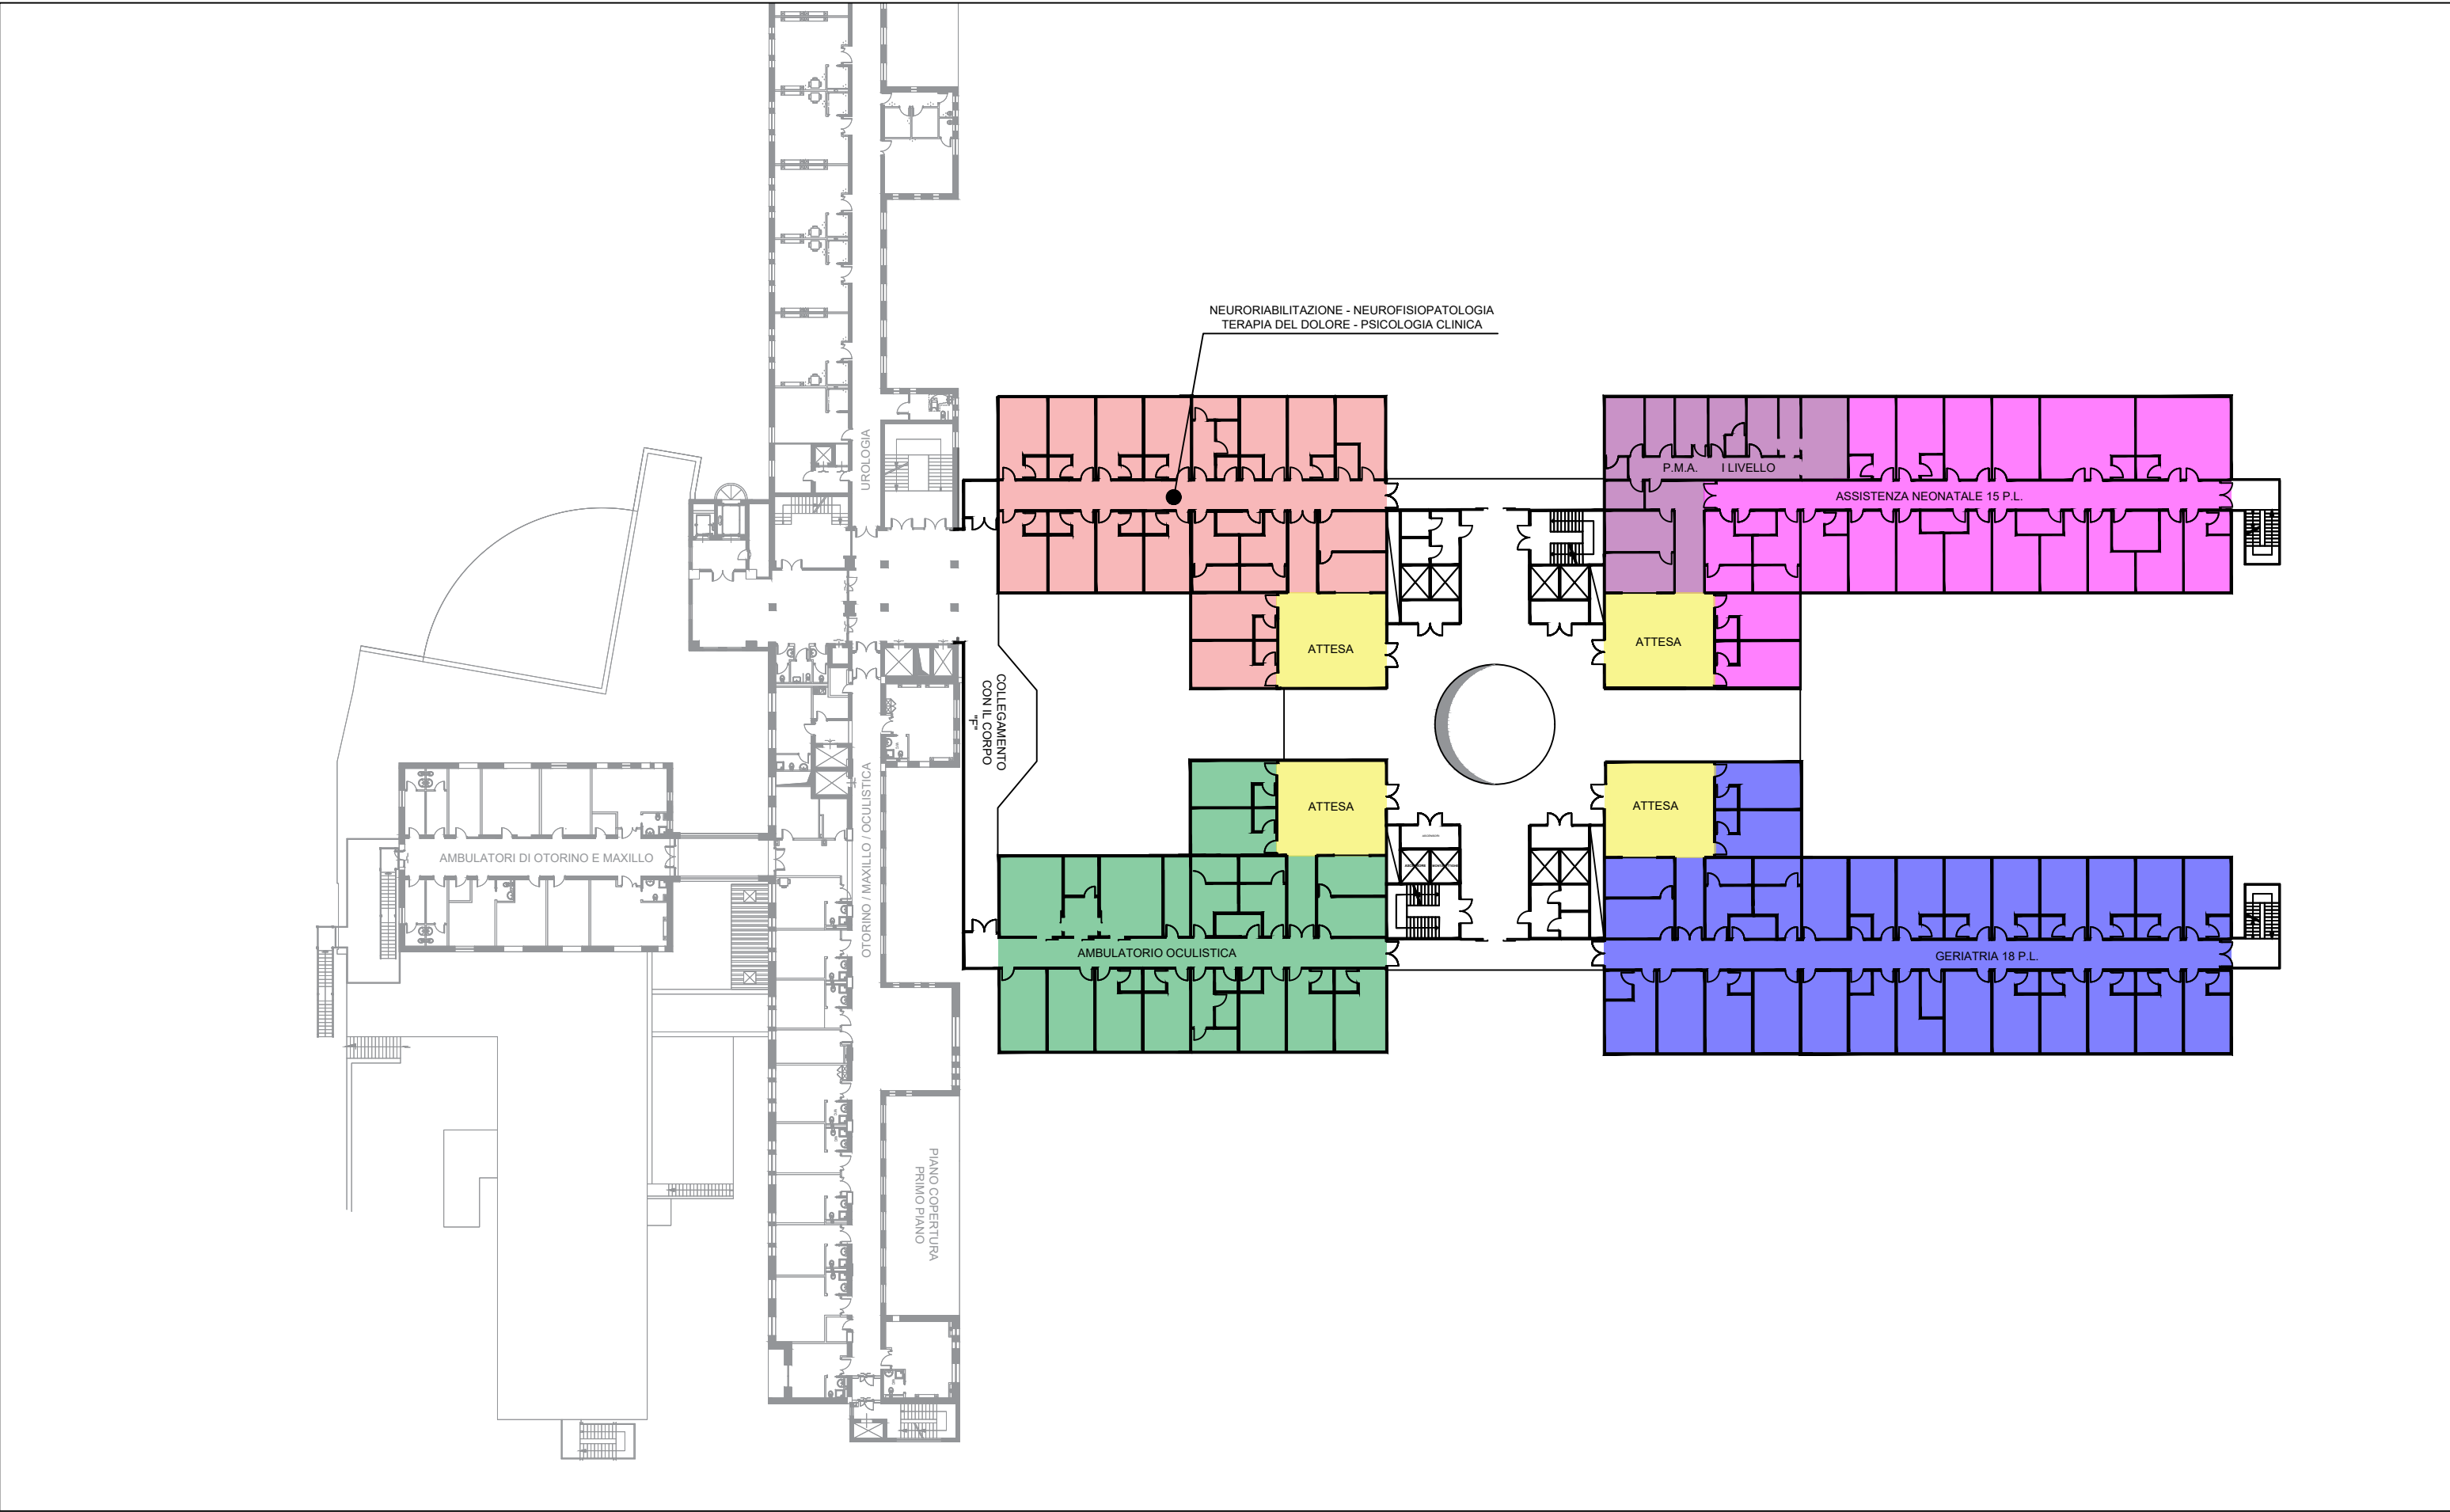 NEURORIABILITAZIONE - NEUROFISIOPATOLOGIA
TERAPIA DEL DOLORE - PSICOLOGIA CLINICA
UROLOGIA
P.M.A. I LIVELLO
ASSISTENZA NEONATALE 15 P.L.
ATTESA
ATTESA
COLLEGAMENTO
CON IL CORPO
"F"
OTORINO / MAXILLO / OCULISTICA
ATTESA
ATTESA
AMBULATORI DI OTORINO E MAXILLO
AMBULATORIO OCULISTICA
GERIATRIA 18 P.L.
PIANO COPERTURA
PRIMO PIANO